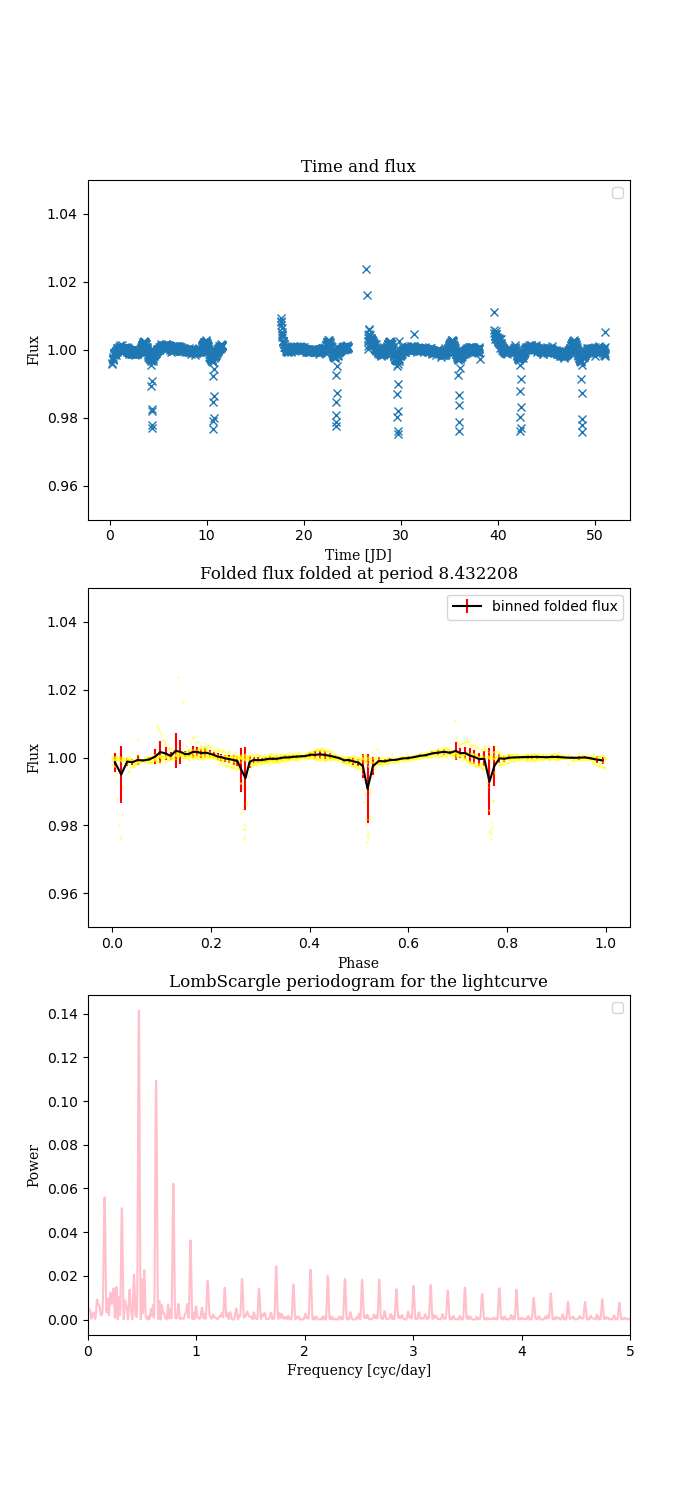 Time and flux
1.04
1.02
1.00
0.98
0.96
Flux
0 10 20 30 40 50
Time [JD]
Folded flux folded at period 8.432208
binned folded flux
1.04
1.02
1.00
0.98
0.96
Flux
0.0 0.2 0.4 0.6 0.8 1.0
Phase
LombScargle periodogram for the lightcurve
0.14
0.12
0.10
0.08
0.06
0.04
0.02
0.00
Power
0 1 2 3 4 5
Frequency [cyc/day]